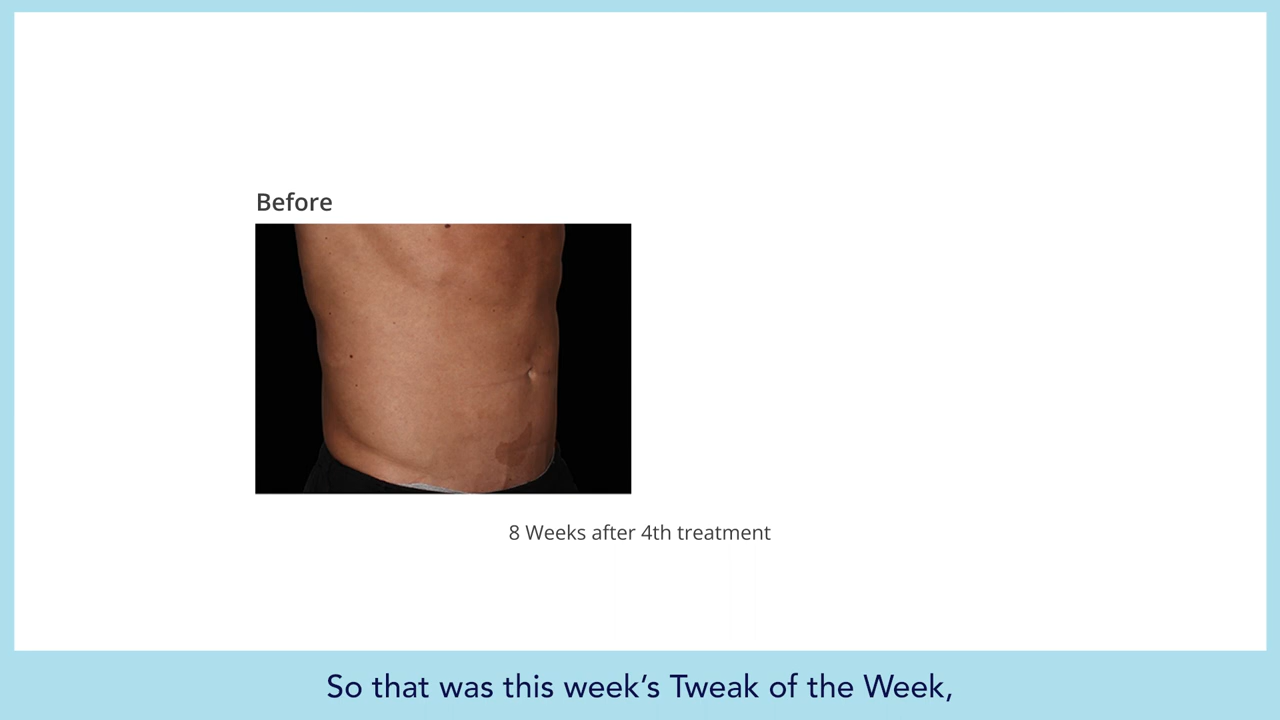 Before
8 Weeks after 4th treatment
So that was this week's Tweak of the Week,